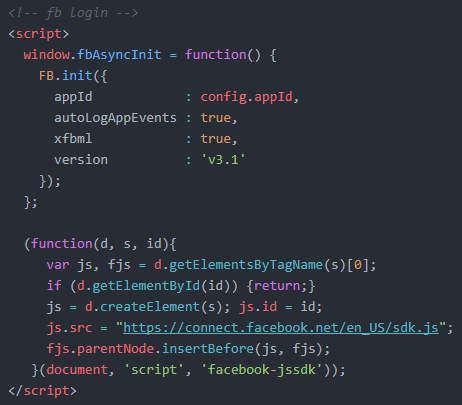 <!-- fb login -->
<script>
  window.fbAsyncInit = function() {
    FB.init({
      appId            : config.appId,
      autoLogAppEvents : true,
      xfbml            : true,
      version          : 'v3.1'
    });
  };

  (function(d, s, id){
     var js, fjs = d.getElementsByTagName(s)[0];
     if (d.getElementById(id)) {return;}
     js = d.createElement(s); js.id = id;
     js.src = "https://connect.facebook.net/en_US/sdk.js";
     fjs.parentNode.insertBefore(js, fjs);
   }(document, 'script', 'facebook-jssdk'));
</script>